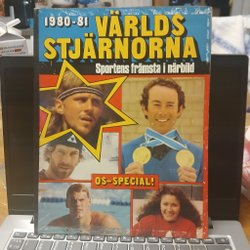 1980-81 VÄRLDS
STJÄRNORNA
Sportens främsta i närbild
OS-SPECIAL!